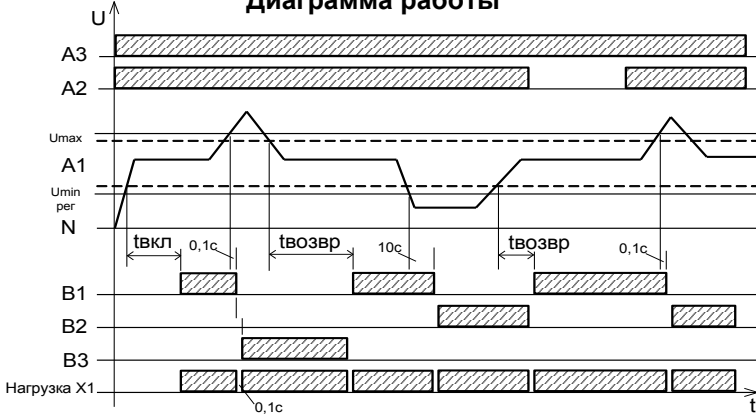 Диаграмма работы
U
A3
A2
Umax
A1
Umin
рег
N
tвкл
0,1с
tвозвр
10с
tвозвр
0,1с
B1
B2
B3
Нагрузка X1
0,1с
t